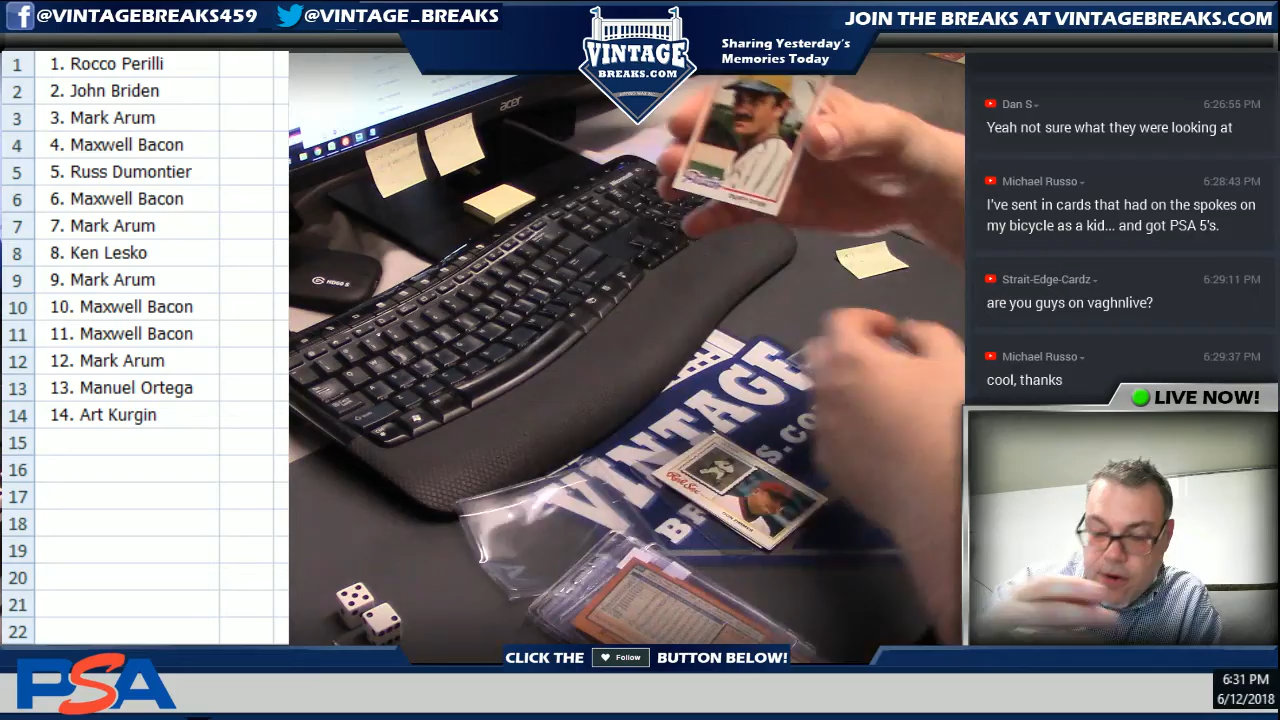 @VINTAGEBREAKS459
@VINTAGE_BREAKS
VINTAGE
BREAKS.COM
Sharing Yesterday's
Memories Today
JOIN THE BREAKS AT VINTAGEBREAKS.COM
1 1. Rocco Perilli
2 2. John Briden
3 3. Mark Arum
4 4. Maxwell Bacon
5 5. Russ Dumontier
6 6. Maxwell Bacon
7 7. Mark Arum
8 8. Ken Lesko
9 9. Mark Arum
10 10. Maxwell Bacon
11 11. Maxwell Bacon
12 12. Mark Arum
13 13. Manuel Ortega
14 14. Art Kurgin
15
16
17
18
19
20
21
22
acer
VINTAGE
Red Sox
Dan S
6:26:55 PM
Yeah not sure what they were looking at
Michael Russo
6:28:43 PM
I've sent in cards that had on the spokes on
my bicycle as a kid... and got PSA 5's.
Strait-Edge-Cardz
6:29:11 PM
are you guys on vaghnlive?
Michael Russo
6:29:37 PM
cool, thanks
LIVE NOW!
CLICK THE
Follow
BUTTON BELOW!
PSA
6:31 PM
6/12/2018